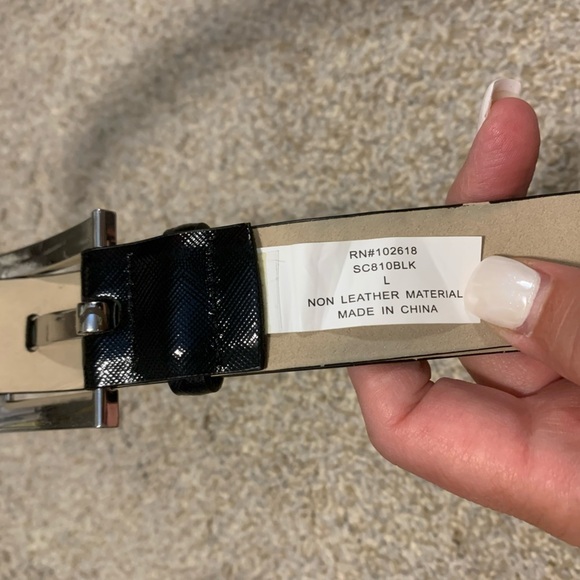 RN#102618
SC810BLK
L
NON LEATHER MATERIAL
MADE IN CHINA